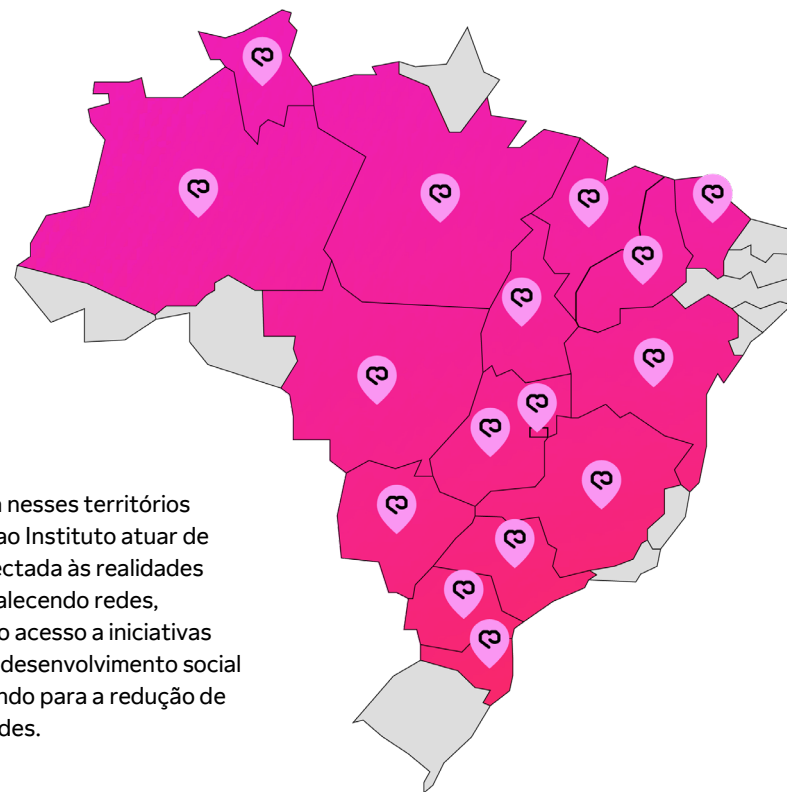 nesses territórios
ao Instituto atuar de
ectada às realidades
alecendo redes,
o acesso a iniciativas
desenvolvimento social
ndo para a redução de
des.